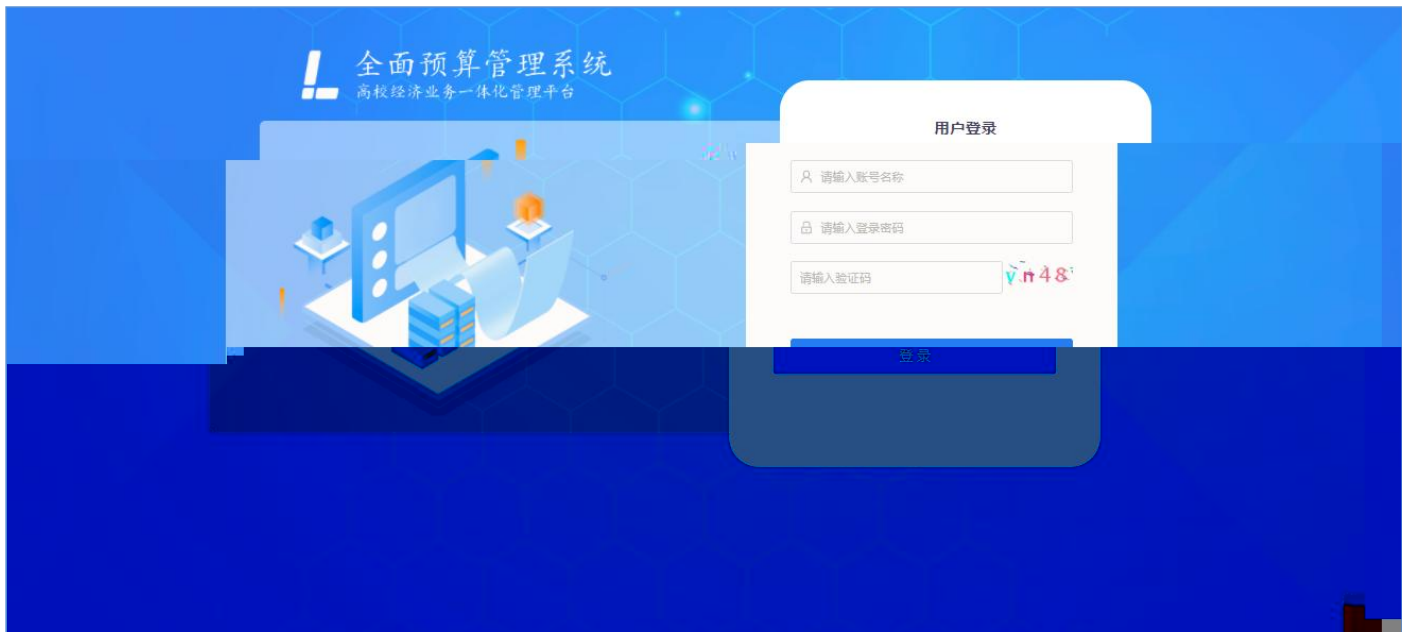 全面预算管理系统
高校经济业务一体化管理平台
用户登录
请输入账号名称
请输入登录密码
请输入验证码
yn48
登录